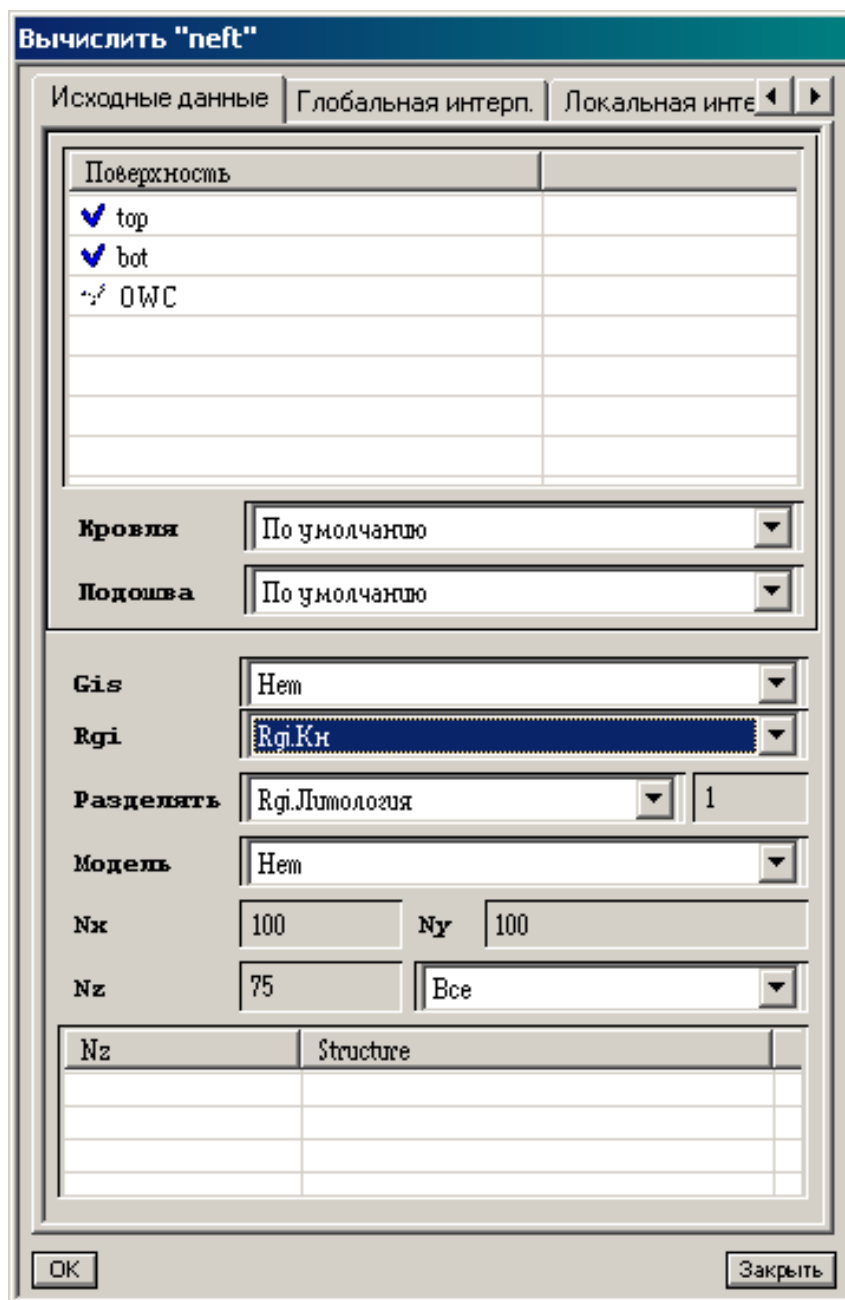 Вычислить "neft"
Исходные данные Глобальная интерп. Локальная инте
Поверхность
top
bot
OWC
Кровля По умолчанию
Подошва По умолчанию
Gis Нет
Rgi Rgi.Кн
Разделять Rgi.Литология 1
Модель Нет
Nx 100 Ny 100
Nz 75 Все
Nz Structure
OK Закрыть